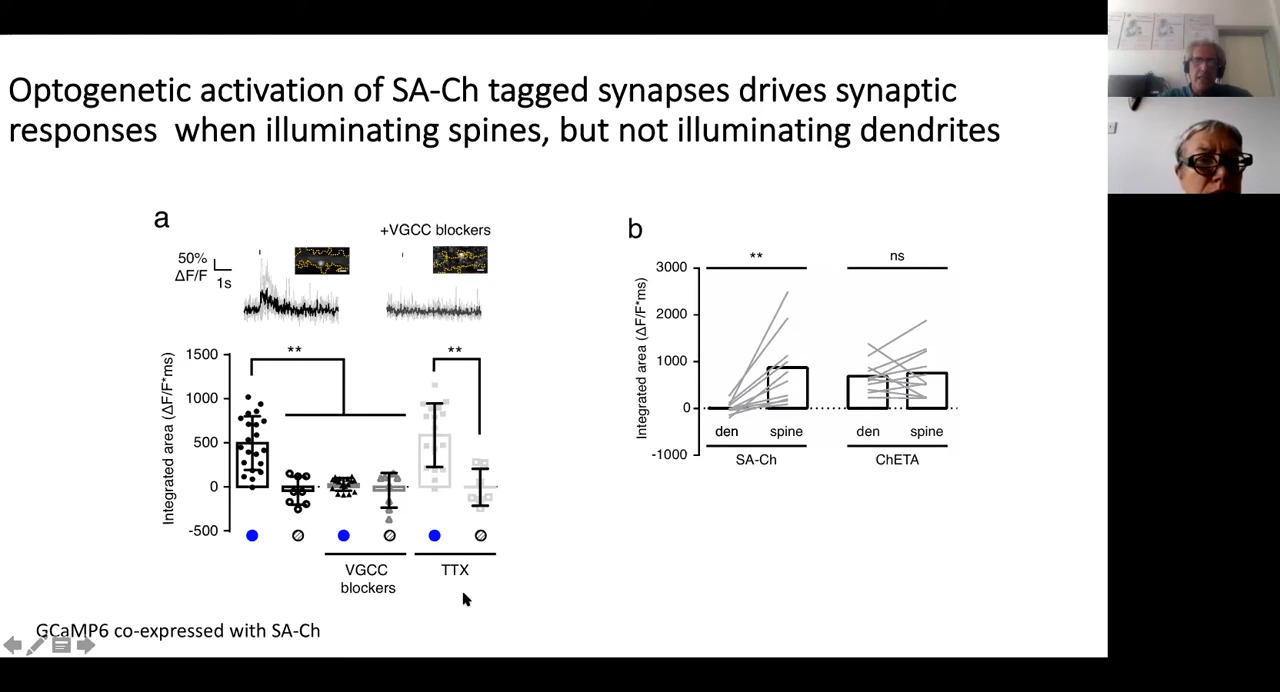 Optogenetic activation of SA-Ch tagged synapses drives synaptic
responses when illuminating spines, but not illuminating dendrites
a
+VGCC blockers
50%
ΔF/F
1s
Integrated area (ΔF/F*ms)
1500
1000
500
0
-500
**
**
VGCC
blockers
TTX
b
Integrated area (ΔF/F*ms)
3000
2000
1000
0
-1000
**
ns
den
spine
den
spine
SA-Ch
ChETA
GCaMP6 co-expressed with SA-Ch